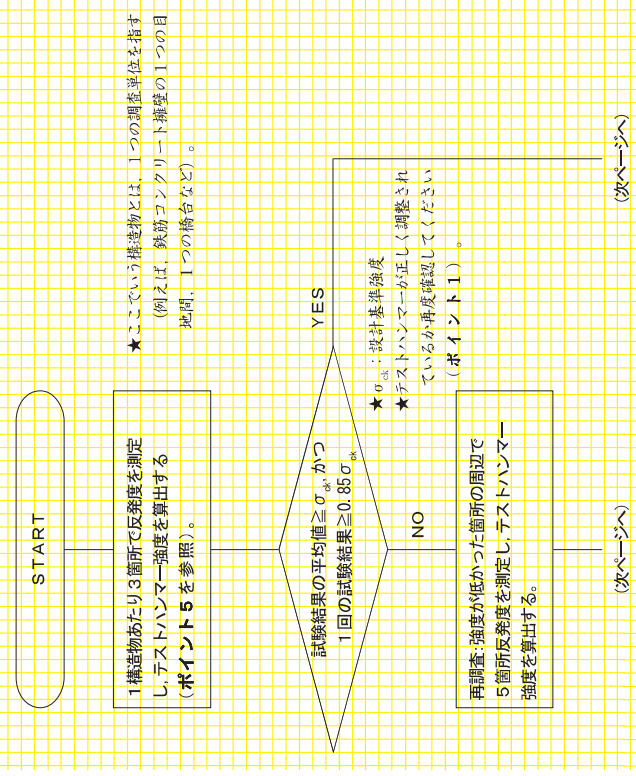 START
1構造物あたり3箇所で反発度を測定
し,テストハンマー強度を算出する
(ポイント5を参照)。
★ここでいう構造物とは、1つの調査単位を指す
(例えば、鉄筋コンクリート擁壁の1つの目
地間、1つの橋台など)。
試験結果の平均値≧σck,かつ
1回の試験結果≧0.85σck
YES
★σck:設計基準強度
★テストハンマーが正しく調整され
ているか再度確認してください
(ポイント1)。
NO
再調査:強度が低かった箇所の周辺で
5箇所反発度を測定し,テストハンマー
強度を算出する。
(次ページへ)
(次ページへ)